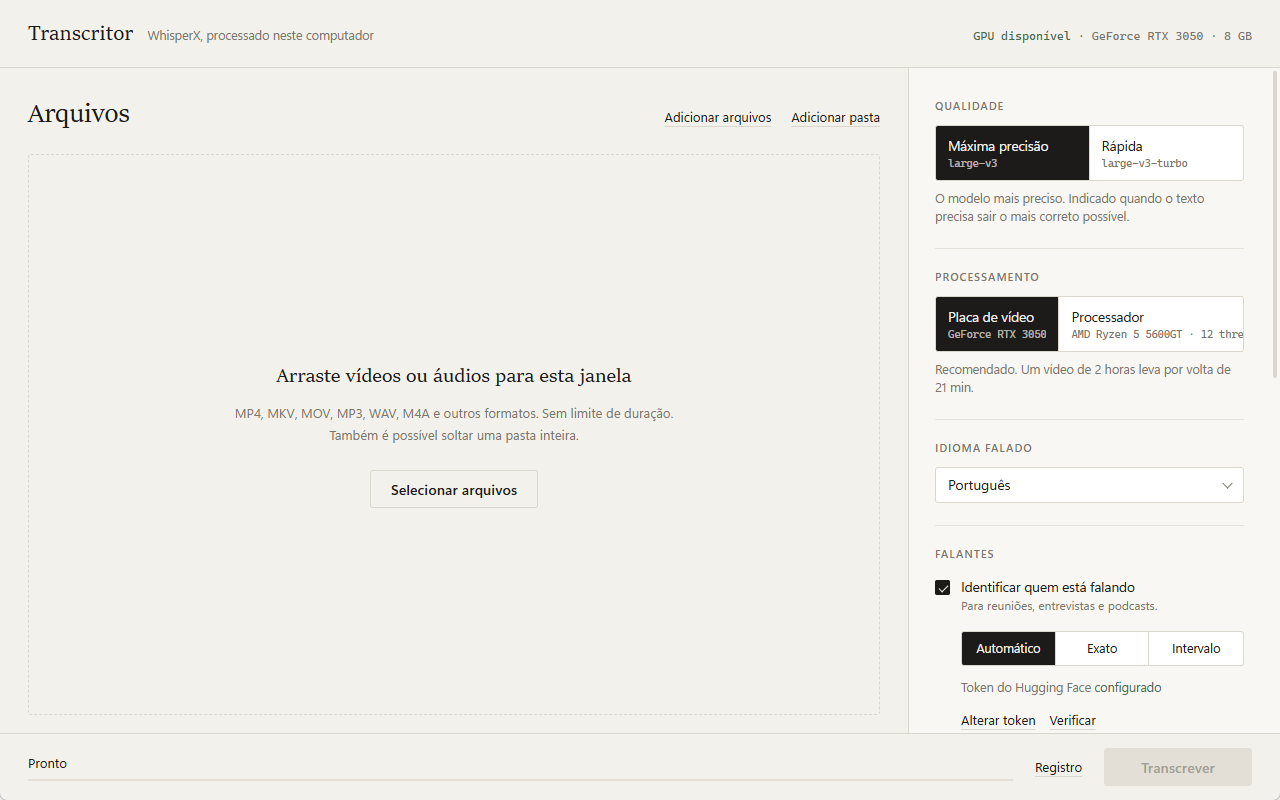 Transcritor
WhisperX, processado neste computador
GPU disponível · GeForce RTX 3050 · 8 GB
Arquivos
Adicionar arquivos
Adicionar pasta
Arraste vídeos ou áudios para esta janela
MP4, MKV, MOV, MP3, WAV, M4A e outros formatos. Sem limite de duração.
Também é possível soltar uma pasta inteira.
Selecionar arquivos
QUALIDADE
Máxima precisão
large-v3
Rápida
large-v3-turbo
O modelo mais preciso. Indicado quando o texto
precisa sair o mais correto possível.
PROCESSAMENTO
Placa de vídeo
GeForce RTX 3050
Processador
AMD Ryzen 5 5600GT · 12 thre
Recomendado. Um vídeo de 2 horas leva por volta de
21 min.
IDIOMA FALADO
Português
FALANTES
Identificar quem está falando
Para reuniões, entrevistas e podcasts.
Automático
Exato
Intervalo
Token do Hugging Face configurado
Alterar token
Verificar
Pronto
Registro
Transcrever